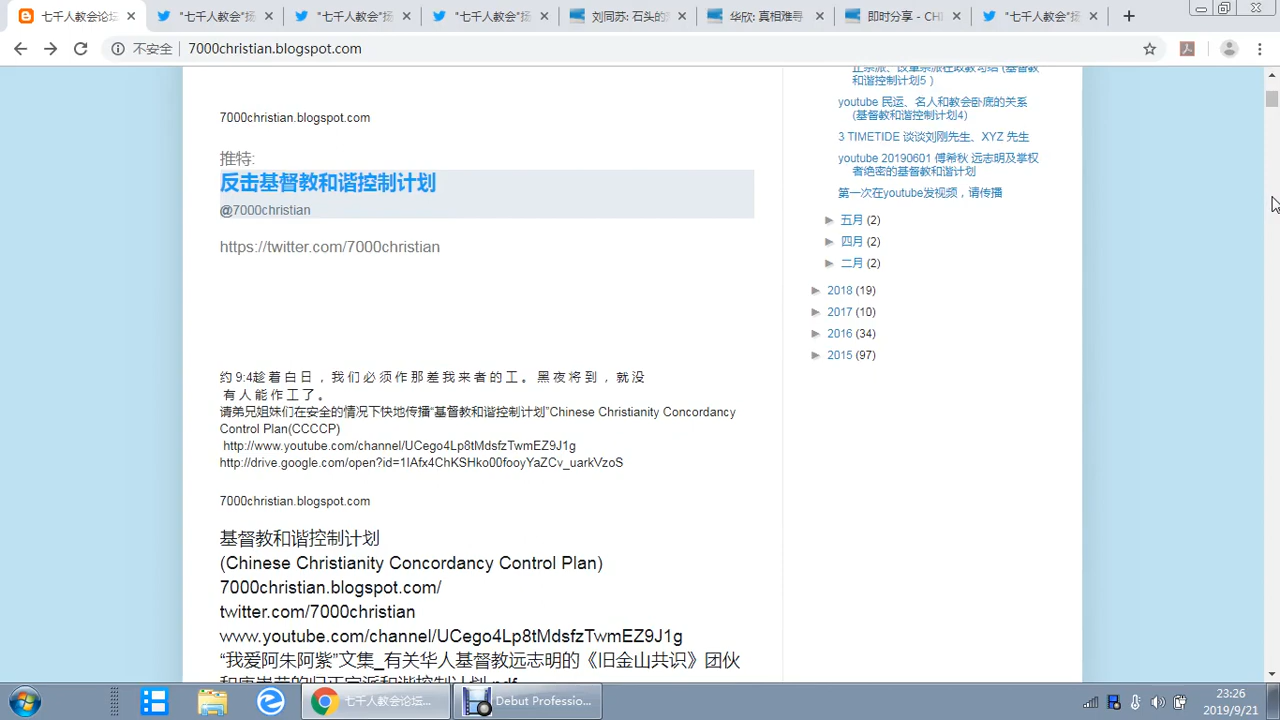 七千人教会论坛
"七千人教会"揺
"七千人教会"揺
"七千人教会"揺
刘同苏: 石头的
华欣: 真相难寻
即时分享 - CH
"七千人教会"揺
不安全 | 7000christian.blogspot.com
7000christian.blogspot.com
推特:
反击基督教和谐控制计划
@7000christian
https://twitter.com/7000christian
约 9:4趁着白日，我们必须作那差我来者的工。黑夜将到，就没
有人能作工了。
请弟兄姐妹们在安全的情况下快地传播“基督教和谐控制计划”Chinese Christianity Concordancy
Control Plan(CCCCP)
http://www.youtube.com/channel/UCego4Lp8tMdsfzTwmEZ9J1g
http://drive.google.com/open?id=1IAfx4ChKSHko00fooyYaZCv_uarkVzoS
7000christian.blogspot.com
基督教和谐控制计划
(Chinese Christianity Concordancy Control Plan)
7000christian.blogspot.com/
twitter.com/7000christian
www.youtube.com/channel/UCego4Lp8tMdsfzTwmEZ9J1g
“我爱阿朱阿紫”文集_有关华人基督教远志明的《旧金山共识》团伙
和谐控制计划5 )
youtube 民运、名人和教会卧底的关系
(基督教和谐控制计划4)
3 TIMETIDE 谈谈刘刚先生、XYZ 先生
youtube 20190601 傅希秋 远志明及掌权
者绝密的基督教和谐计划
第一次在youtube发视频，请传播
五月 (2)
四月 (2)
二月 (2)
2018 (19)
2017 (10)
2016 (34)
2015 (97)
七千人教会论坛...
Debut Professio...
23:26
2019/9/21